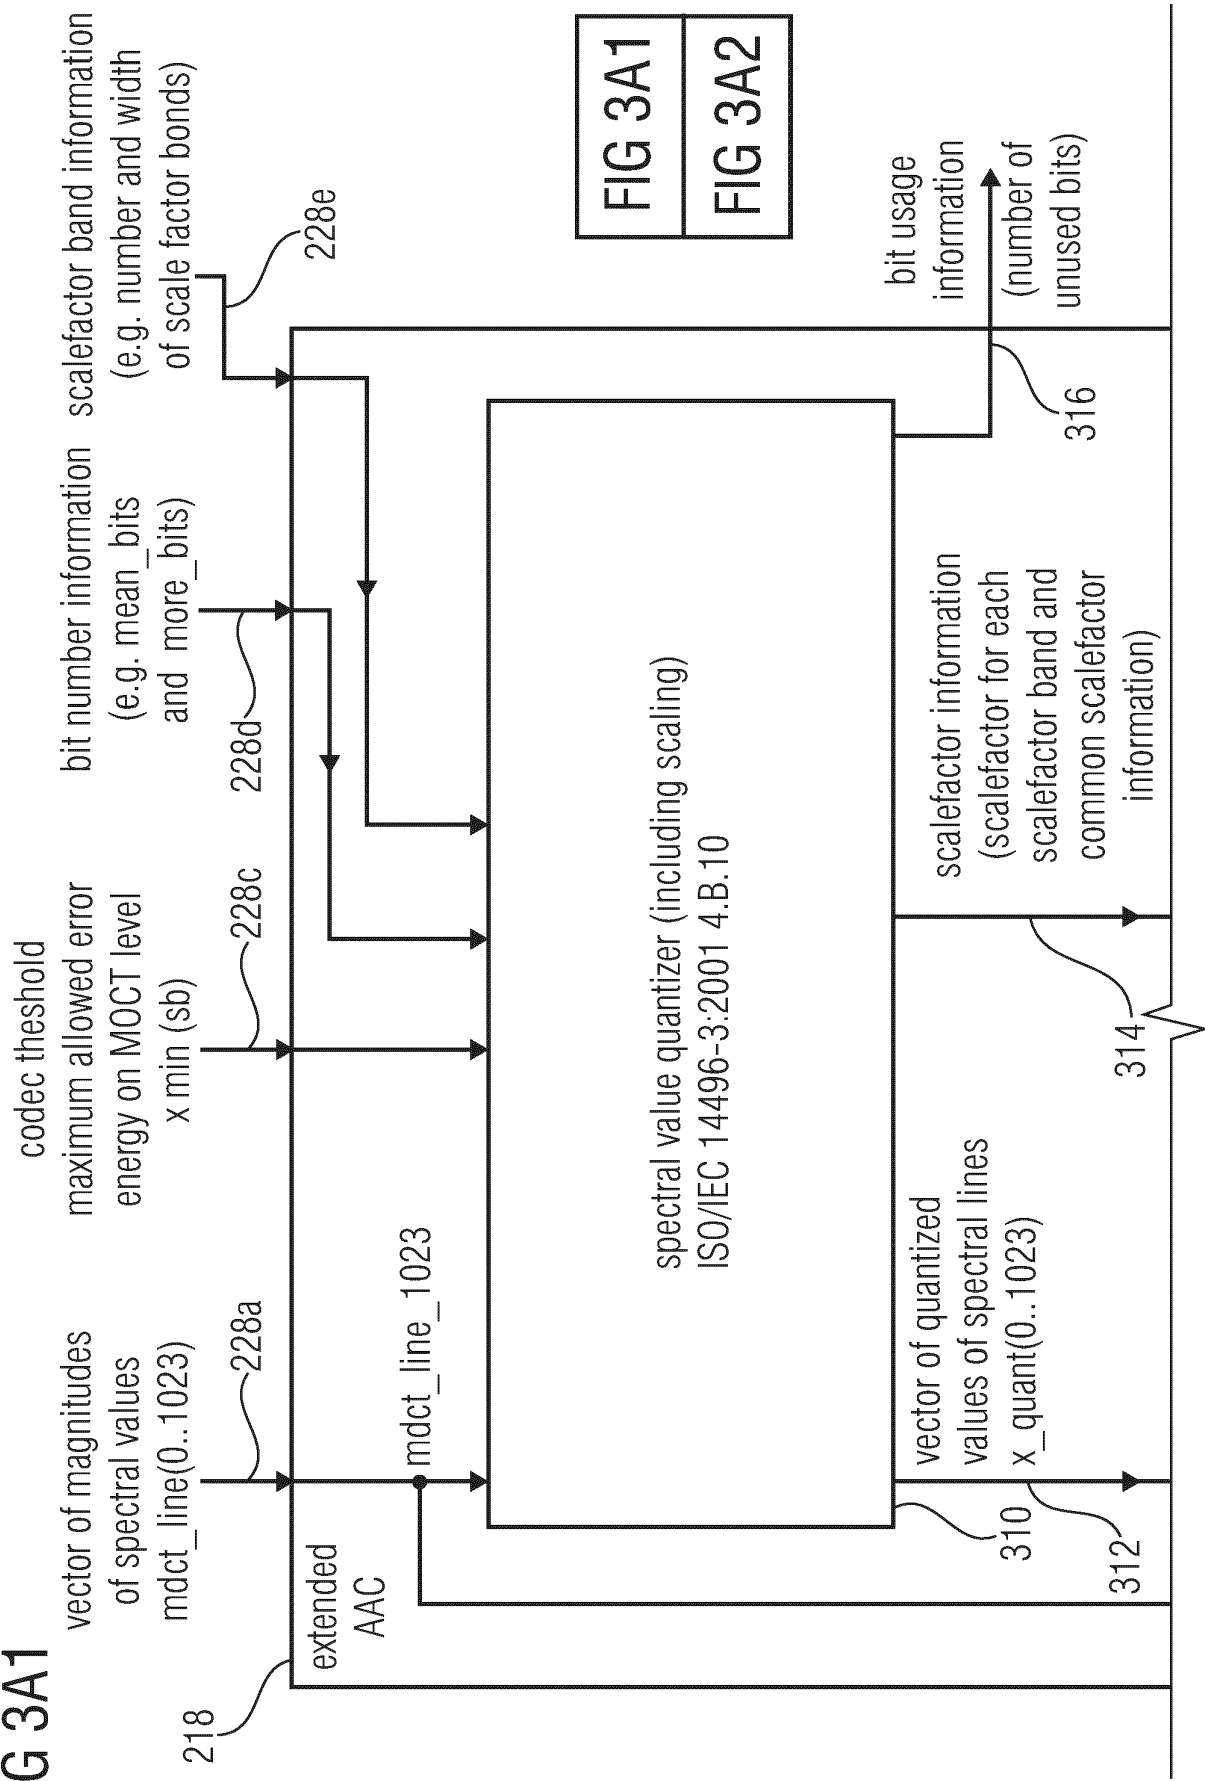 G 3A1
vector of magnitudes
of spectral values
mdct_line(0..1023)
codec theshold
maximum allowed error
energy on MOCT level
x min (sb)
bit number information
(e.g. mean_bits
and more_bits)
scalefactor band information
(e.g. number and width
of scale factor bonds)
218
228a
228c
228d
228e
extended
AAC
mdct_line_1023
spectral value quantizer (including scaling)
ISO/IEC 14496-3:2001 4.B.10
FIG 3A1
FIG 3A2
310
312
vector of quantized
values of spectral lines
x_quant(0..1023)
314
scalefactor information
(scalefactor for each
scalefactor band and
common scalefactor
information)
316
bit usage
information
(number of
unused bits)